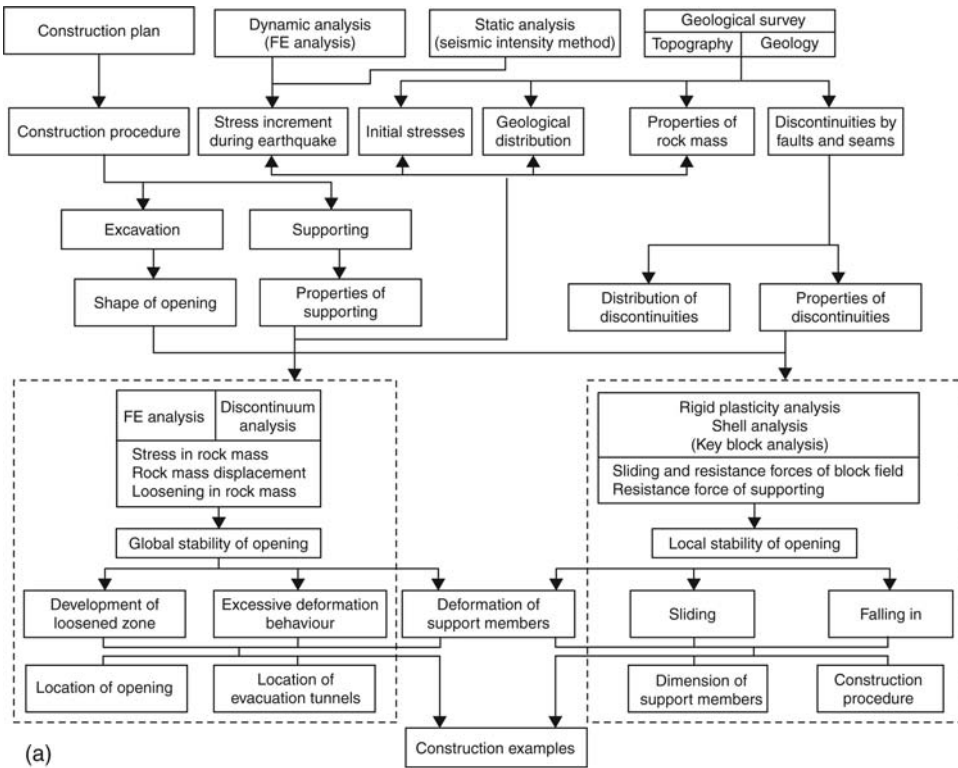 Construction plan
Dynamic analysis
(FE analysis)
Static analysis
(seismic intensity method)
Geological survey
Topography
Geology
Construction procedure
Stress increment
during earthquake
Initial stresses
Geological
distribution
Properties of
rock mass
Discontinuities by
faults and seams
Excavation
Supporting
Shape of opening
Properties of
supporting
Distribution of
discontinuities
Properties of
discontinuities
FE analysis
Discontinuum
analysis
Stress in rock mass
Rock mass displacement
Loosening in rock mass
Rigid plasticity analysis
Shell analysis
(Key block analysis)
Sliding and resistance forces of block field
Resistance force of supporting
Global stability of opening
Local stability of opening
Development of
loosened zone
Excessive deformation
behaviour
Deformation of
support members
Sliding
Falling in
Location of opening
Location of
evacuation tunnels
Dimension of
support members
Construction
procedure
Construction examples
(a)